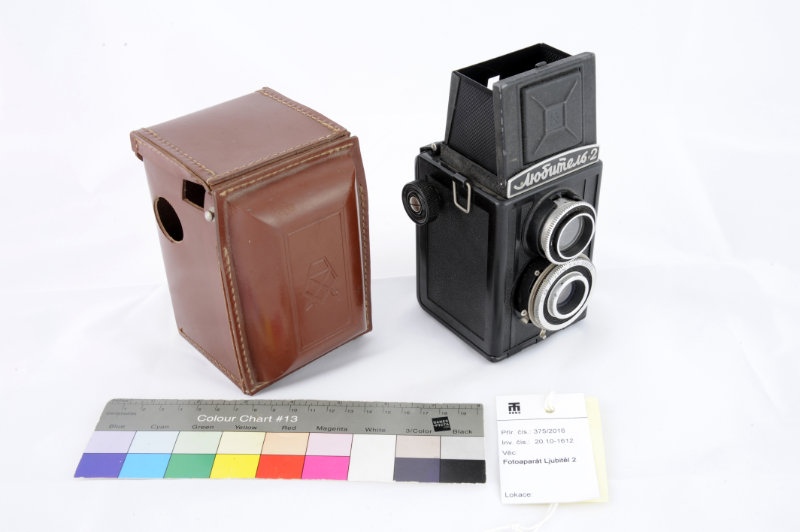 Любитель·2
Colour Chart #13
Blue Cyan Green Yellow Red Magenta White 3/Color Black
Přír. čís.: 375/2016
Inv. čís.: 20.10-1612
Věc:
Fotoaparát Ljubitěl 2
Lokace